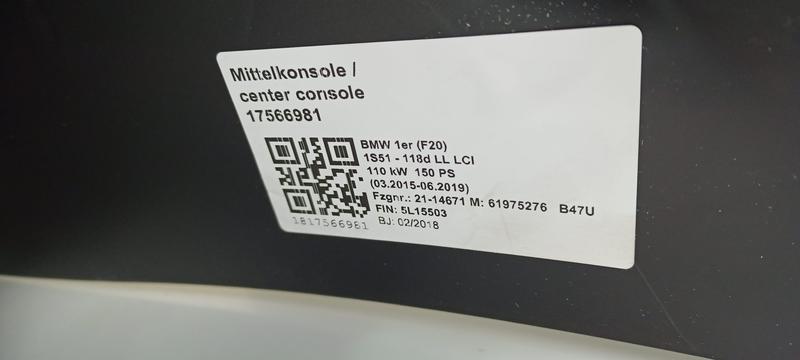 Mittelkonsole /
center console
17566981
BMW 1er (F20)
1S51 - 118d LL LCI
110 kW 150 PS
(03.2015-06.2019)
Fzgnr.: 21-14671 M: 61975276 B47U
FIN: 5L15503
BJ: 02/2018
1817566981